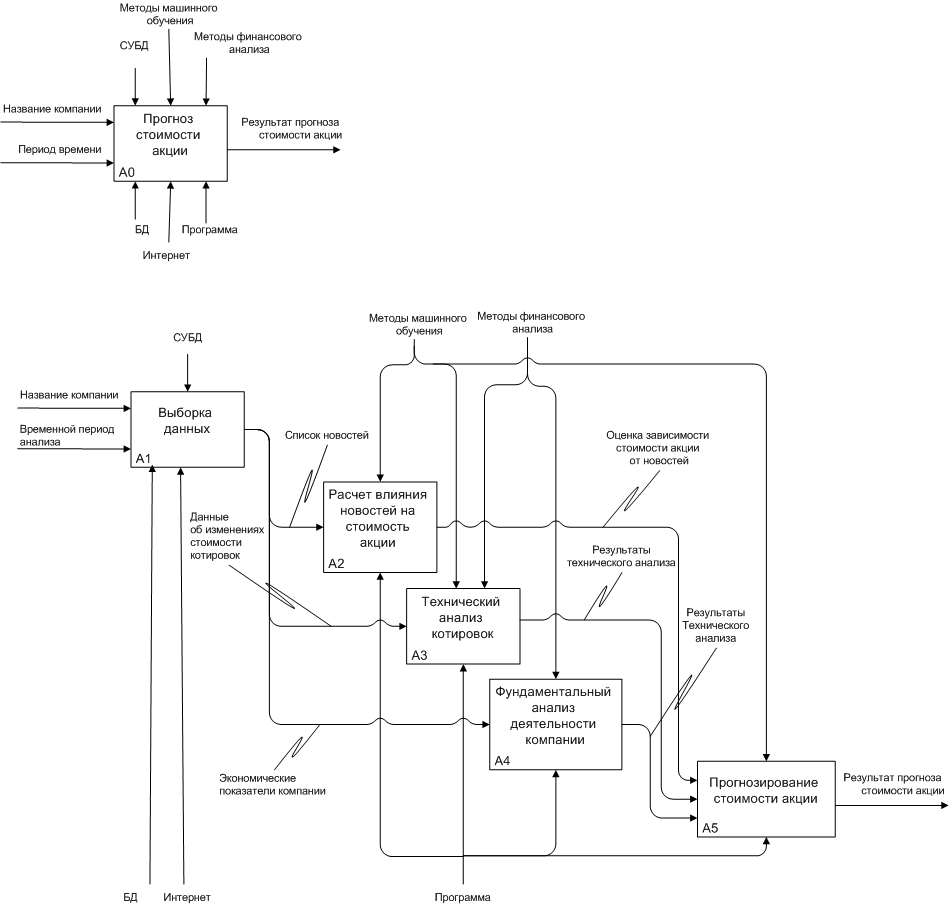 Методы машинного
обучения
Методы финансового
анализа
СУБД
Название компании
Период времени
Прогноз
стоимости
акции
A0
Результат прогноза
стоимости акции
БД
Программа
Интернет
Методы машинного
обучения
Методы финансового
анализа
СУБД
Название компании
Временной период
анализа
Выборка
данных
A1
Список новостей
Оценка зависимости
стоимости акции
от новостей
Расчет влияния
новостей на
стоимость
акции
A2
Данные
об изменениях
стоимости
котировок
Результаты
технического анализа
Технический
анализ
котировок
A3
Результаты
Технического
анализа
Фундаментальный
анализ
деятельности
компании
A4
Экономические
показатели компании
Прогнозирование
стоимости акции
A5
Результат прогноза
стоимости акции
БД
Интернет
Программа